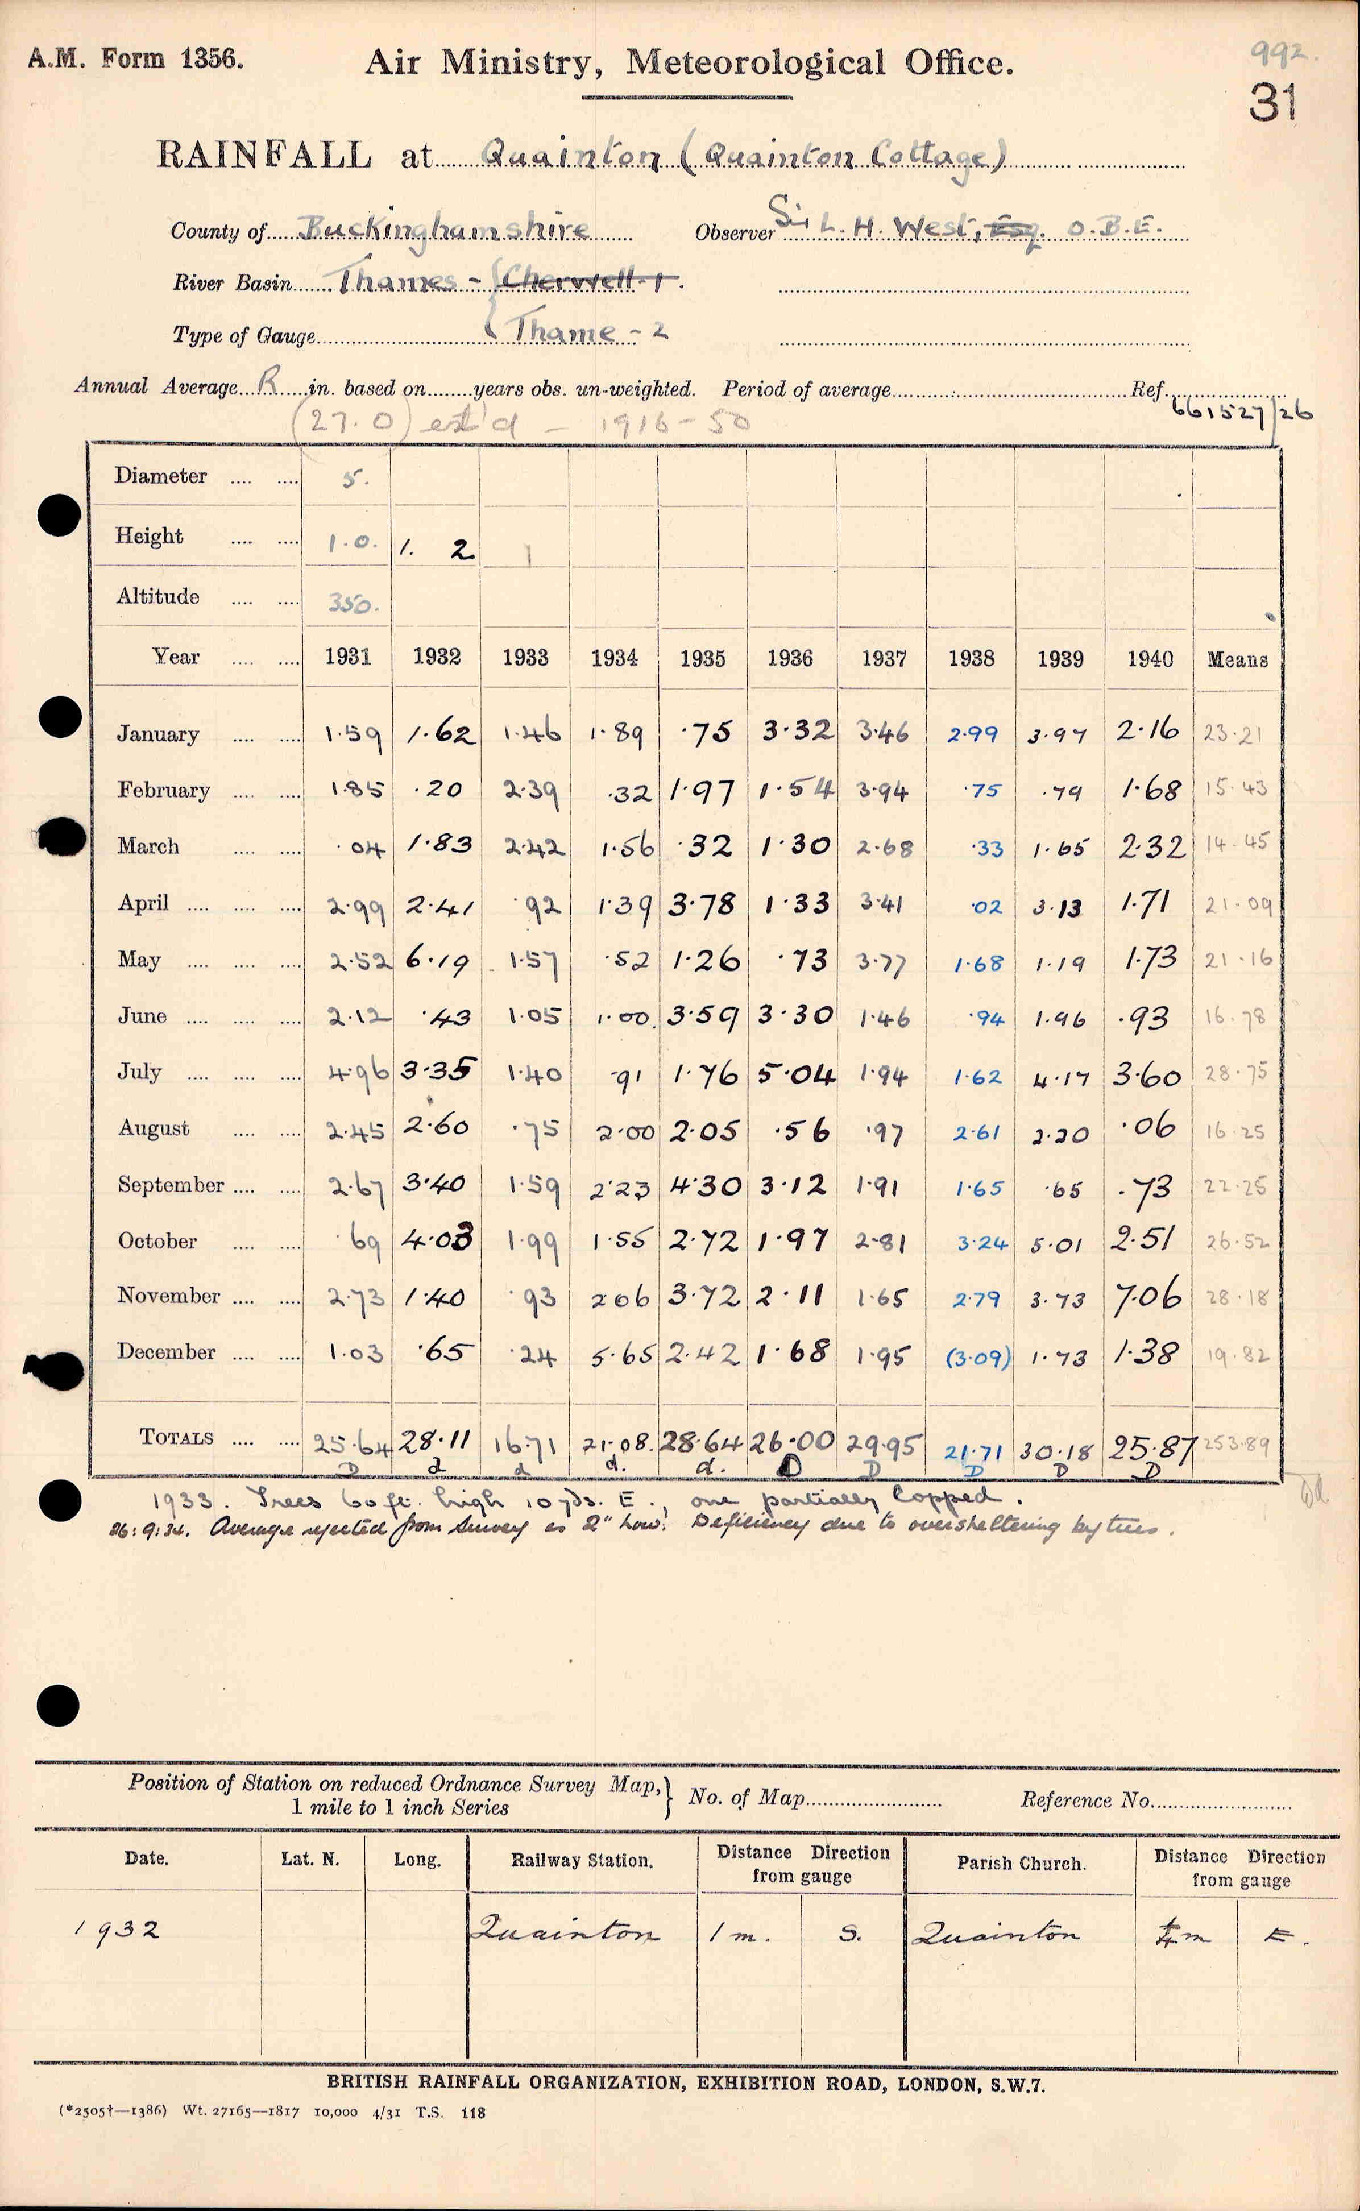 A.M. Form 1356.
Air Ministry, Meteorological Office.
992.
31
RAINFALL at Quainton (Quainton Cottage)
County of Buckinghamshire Observer Sir L. H. West, Esq. O.B.E.
River Basin Thames - {Cherwell-1.
Type of Gauge {Thame - 2
Annual Average R in. based on years obs. un-weighted. Period of average Ref. 661527/26
(27.0) est'd - 1916-50
Diameter .... .... 5.
Height .... .... 1.0. 1. 2 1
Altitude .... .... 350.
Year .... .... 1931 1932 1933 1934 1935 1936 1937 1938 1939 1940 Means
January .... .... 1.59 1.62 1.46 1.89 .75 3.32 3.46 2.99 3.97 2.16 23.21
February .... .... 1.85 .20 2.39 .32 1.97 1.54 3.94 .75 .79 1.68 15.43
March .... .... .04 1.83 2.42 1.56 .32 1.30 2.68 .33 1.65 2.32 14.45
April .... .... .... 2.99 2.41 .92 1.39 3.78 1.33 3.41 .02 3.13 1.71 21.09
May .... .... .... 2.52 6.19 1.57 .52 1.26 .73 3.77 1.68 1.19 1.73 21.16
June .... .... .... 2.12 .43 1.05 1.00 3.59 3.30 1.46 .94 1.96 .93 16.78
July .... .... .... 4.96 3.35 1.40 .91 1.76 5.04 1.94 1.62 4.17 3.60 28.75
August .... .... 2.45 2.60 .75 2.00 2.05 .56 .97 2.61 2.20 .06 16.25
September .... .... 2.67 3.40 1.59 2.23 4.30 3.12 1.91 1.65 .65 .73 22.25
October .... .... .69 4.03 1.99 1.55 2.72 1.97 2.81 3.24 5.01 2.51 26.52
November .... .... 2.73 1.40 .93 2.06 3.72 2.11 1.65 2.79 3.73 7.06 28.18
December .... .... 1.03 .65 .24 5.65 2.42 1.68 1.95 (3.09) 1.73 1.38 19.82
TOTALS .... .... 25.64 28.11 16.71 21.08 28.64 26.00 29.95 21.71 30.18 25.87 253.89
D d d d. d. D D D D D
1933. Trees 60 ft. high 10 yds. E., one partially lopped.
26:9:34. Average rejected from survey as 2" low. Deficiency due to oversheltering by trees.
Position of Station on reduced Ordnance Survey Map,} No. of Map Reference No.
1 mile to 1 inch Series
Date. Lat. N. Long. Railway Station. Distance Direction from gauge Parish Church. Distance Direction from gauge
1932 Quainton 1 m. S. Quainton ¼ m E.
BRITISH RAINFALL ORGANIZATION, EXHIBITION ROAD, LONDON, S.W.7.
(*2505†—1386) Wt. 27165—1817 10,000 4/31 T.S. 118